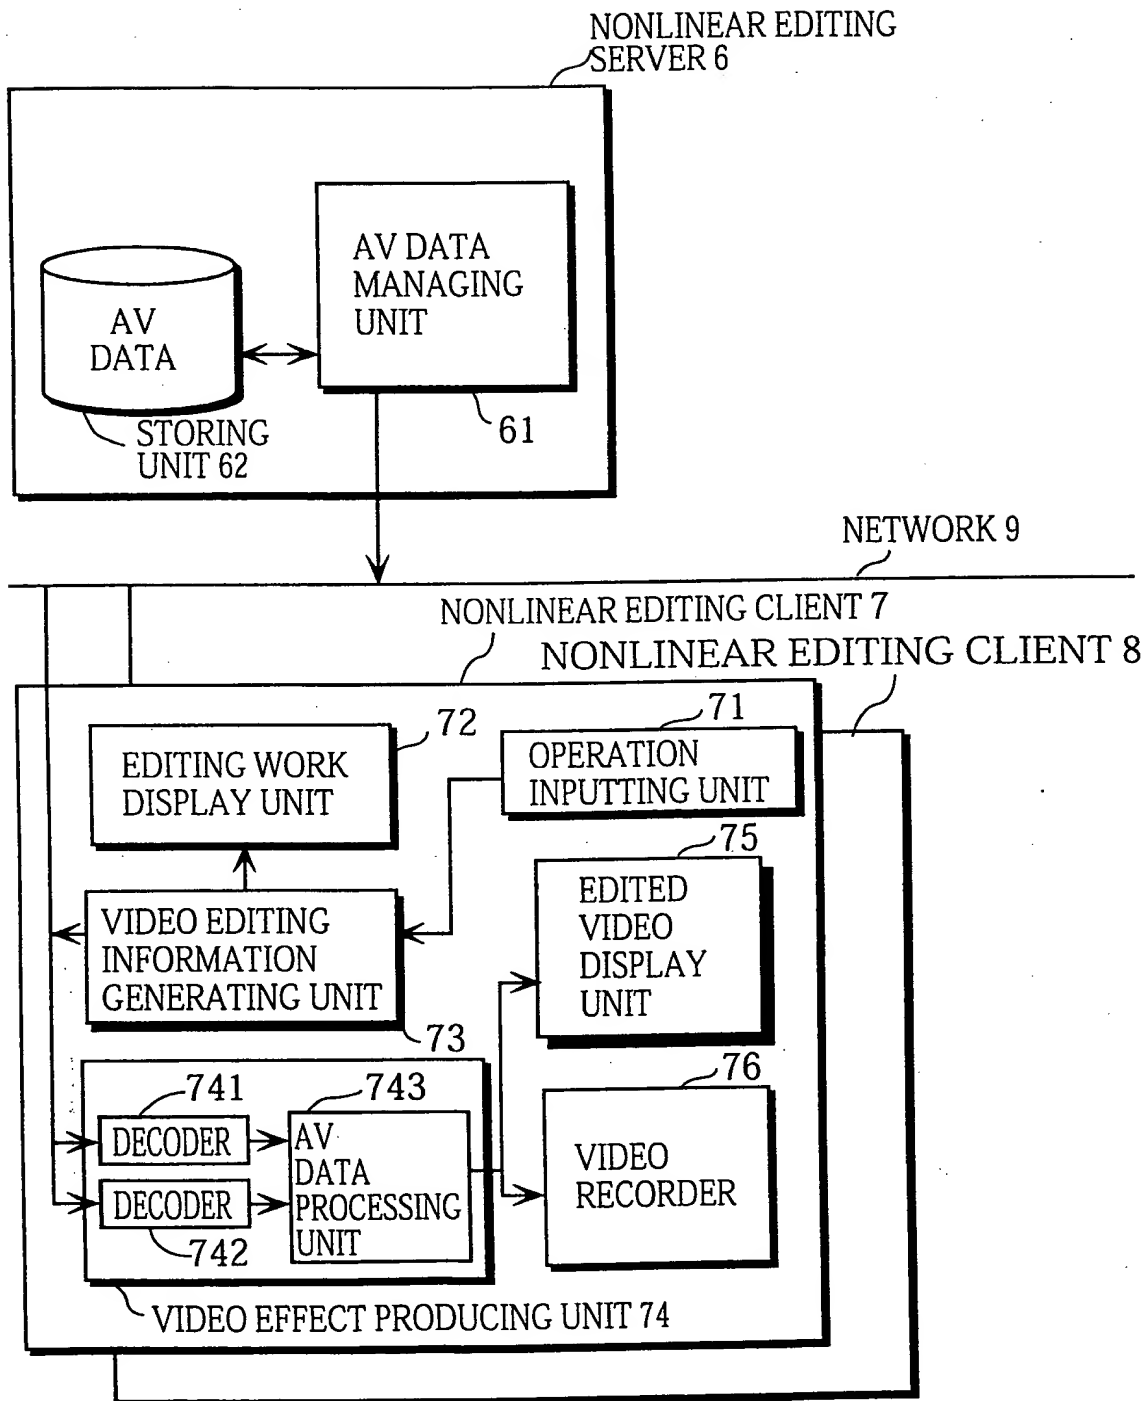 NONLINEAR EDITING
SERVER 6
AV DATA
MANAGING
UNIT
AV
DATA
61
STORING
UNIT 62
NETWORK 9
NONLINEAR EDITING CLIENT 7
NONLINEAR EDITING CLIENT 8
72
71
EDITING WORK
DISPLAY UNIT
OPERATION
INPUTTING UNIT
75
EDITED
VIDEO
DISPLAY
UNIT
VIDEO EDITING
INFORMATION
GENERATING UNIT
73
76
741
743
DECODER
AV
DATA
PROCESSING
UNIT
DECODER
742
VIDEO
RECORDER
VIDEO EFFECT PRODUCING UNIT 74